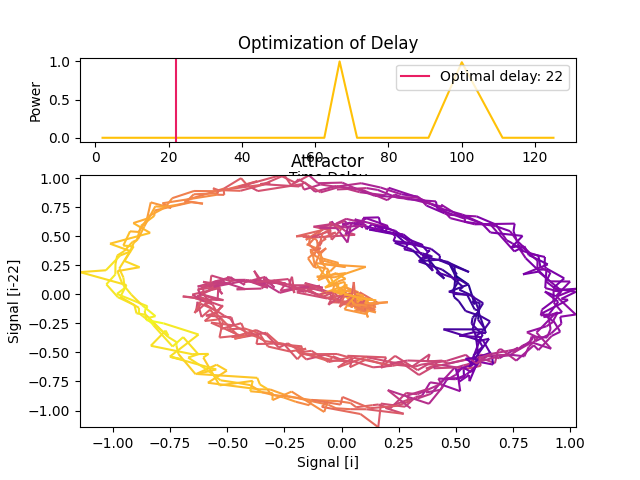 Optimization of Delay
Power
1.0
0.5
0.0
Optimal delay: 22
0 20 40 60 80 100 120
Time Delay
Attractor
Signal [i-22]
1.00
0.75
0.50
0.25
0.00
−0.25
−0.50
−0.75
−1.00
−1.00 −0.75 −0.50 −0.25 0.00 0.25 0.50 0.75 1.00
Signal [i]